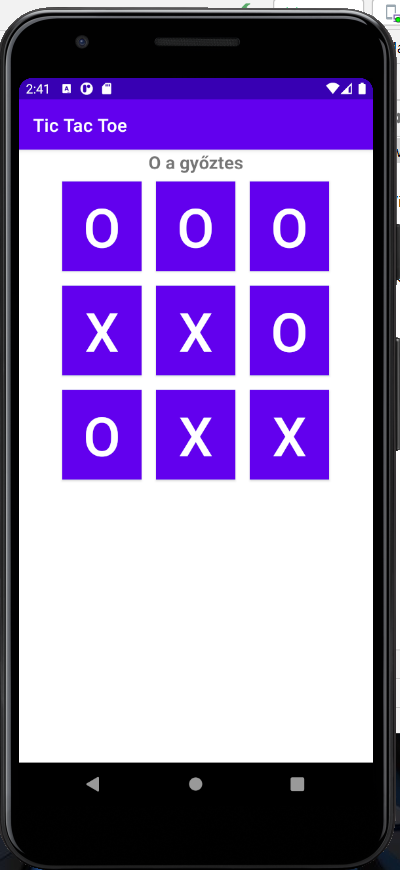 2:41
Tic Tac Toe
O a győztes
O O O
X X O
O X X